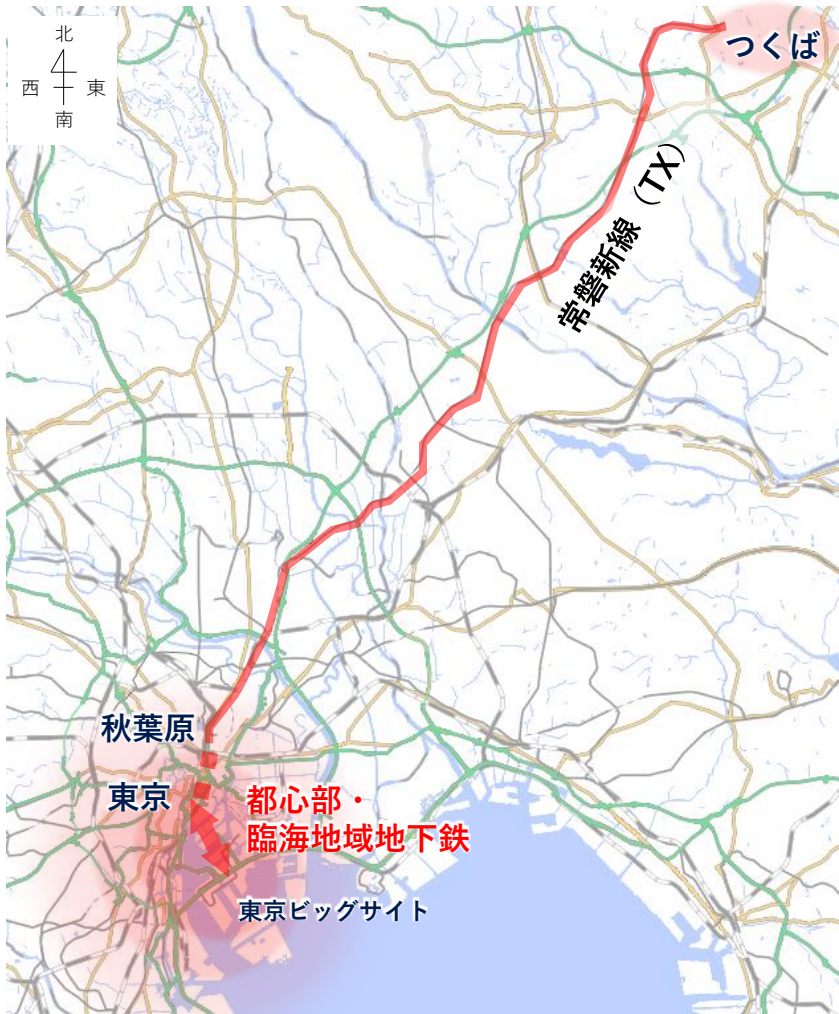 北
西 東
南
つくば
常磐新線（TX）
秋葉原
東京
都心部・
臨海地域地下鉄
東京ビッグサイト